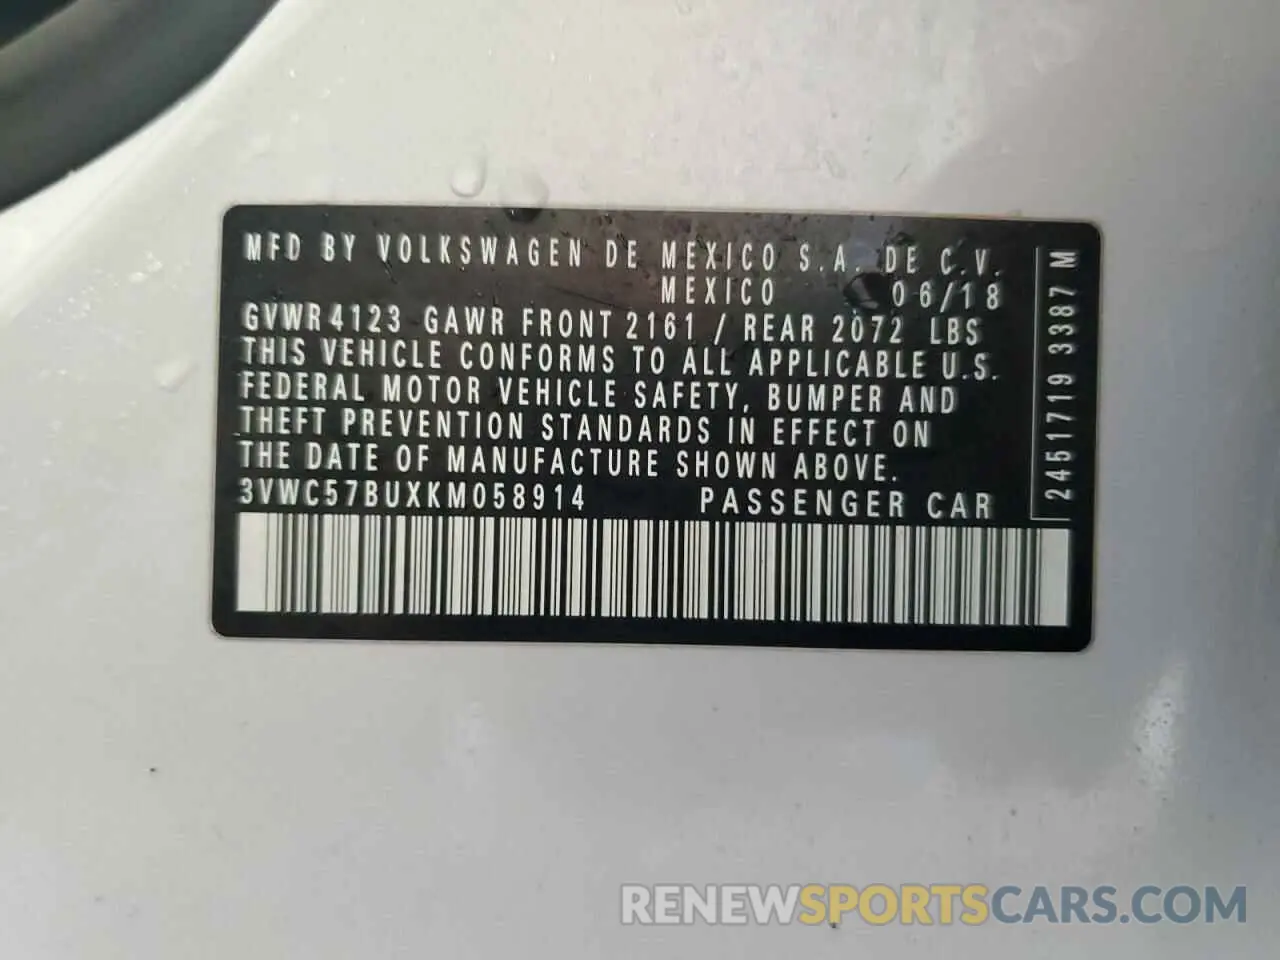 MFD BY VOLKSWAGEN DE MEXICO S.A. DE C.V.
MEXICO 06/18
GVWR 4123 GAWR FRONT 2161 / REAR 2072 LBS
THIS VEHICLE CONFORMS TO ALL APPLICABLE U.S.
FEDERAL MOTOR VEHICLE SAFETY, BUMPER AND
THEFT PREVENTION STANDARDS IN EFFECT ON
THE DATE OF MANUFACTURE SHOWN ABOVE.
3VWC57BUXKM058914 PASSENGER CAR
2451719 3387 M
RENEWSPORTSCARS.COM